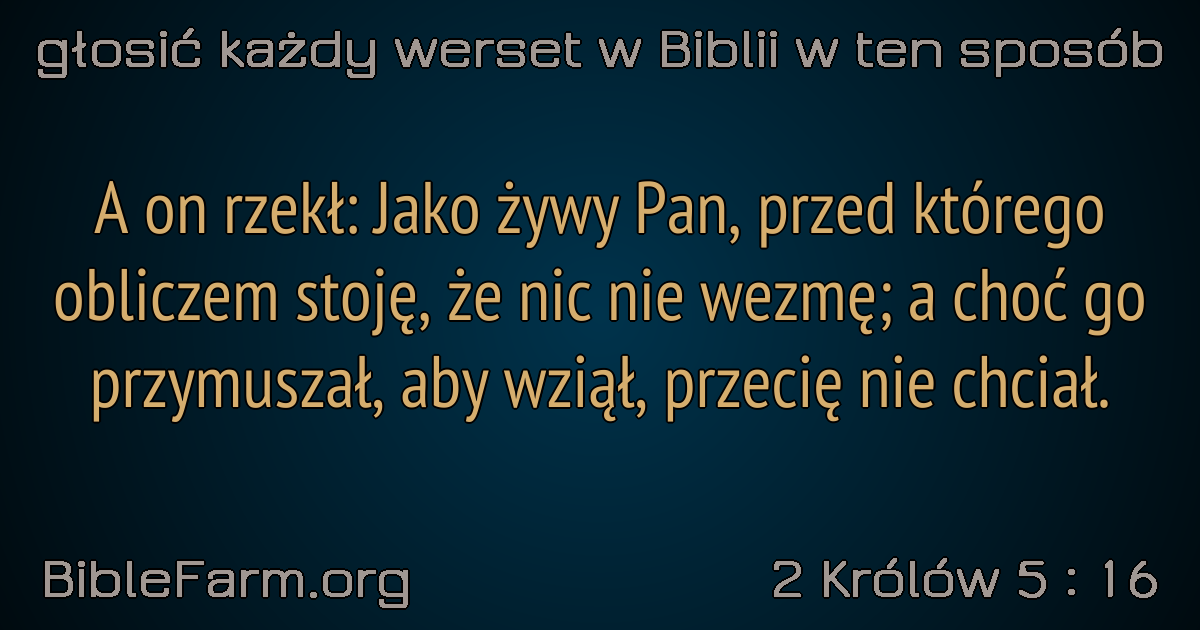 głosić każdy werset w Biblii w ten sposób
A on rzekł: Jako żywy Pan, przed którego
obliczem stoję, że nic nie wezmę; a choć go
przymuszał, aby wziął, przecię nie chciał.
BibleFarm.org
2 Królów 5 : 16